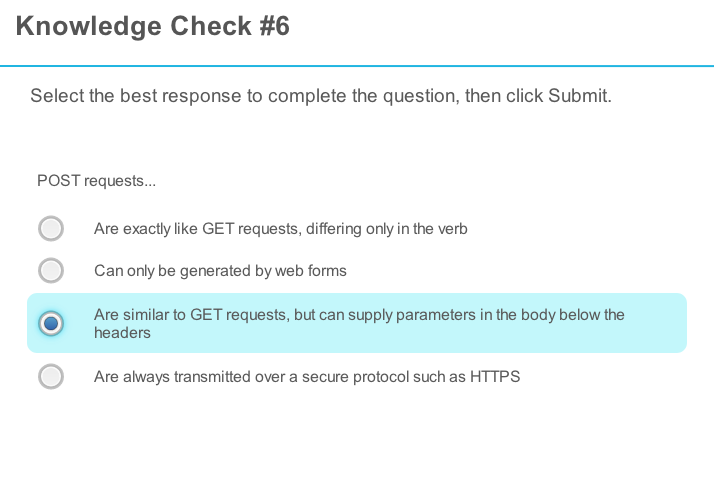 Knowledge Check #6
Select the best response to complete the question, then click Submit.
POST requests...
Are exactly like GET requests, differing only in the verb
Can only be generated by web forms
Are similar to GET requests, but can supply parameters in the body below the
headers
Are always transmitted over a secure protocol such as HTTPS